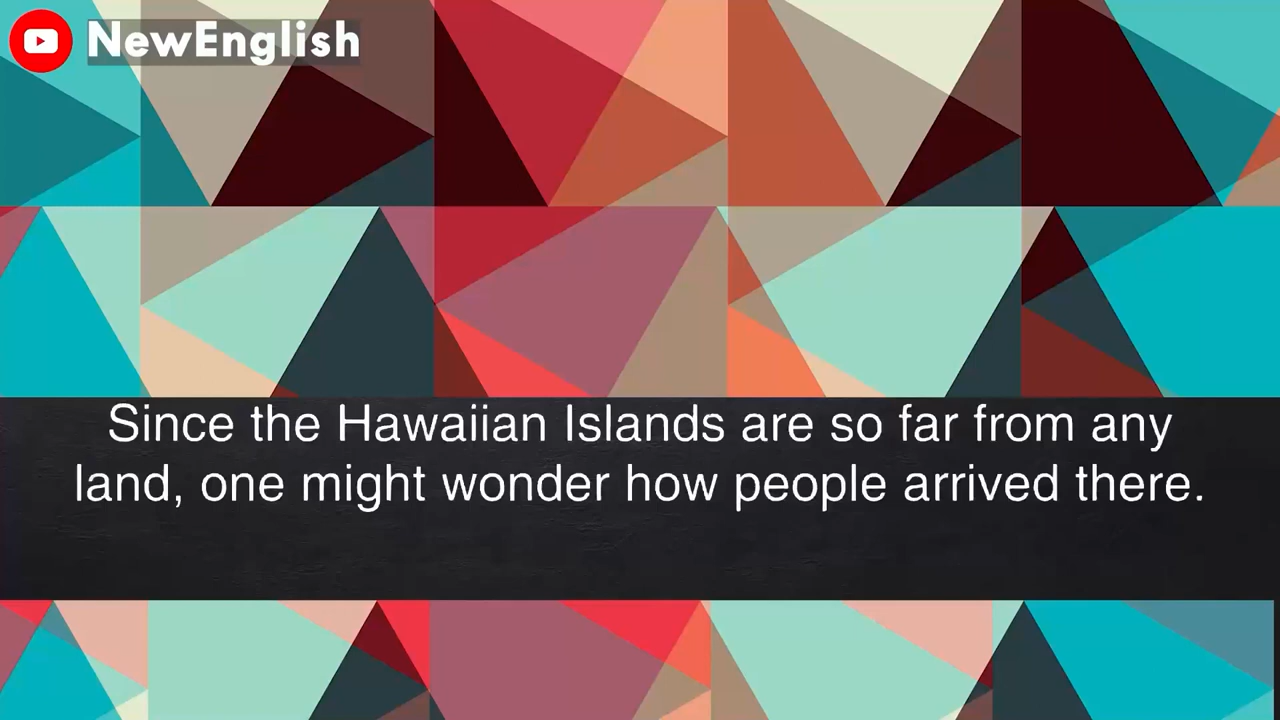 NewEnglish
Since the Hawaiian Islands are so far from any
land, one might wonder how people arrived there.